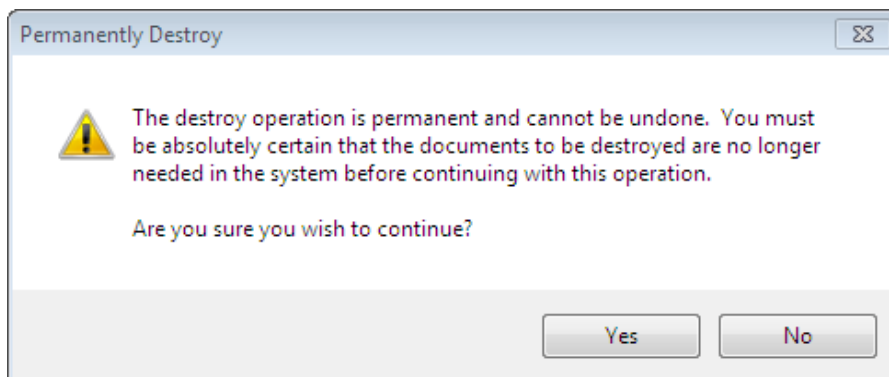 Permanently Destroy
The destroy operation is permanent and cannot be undone.  You must
be absolutely certain that the documents to be destroyed are no longer
needed in the system before continuing with this operation.
Are you sure you wish to continue?
Yes
No